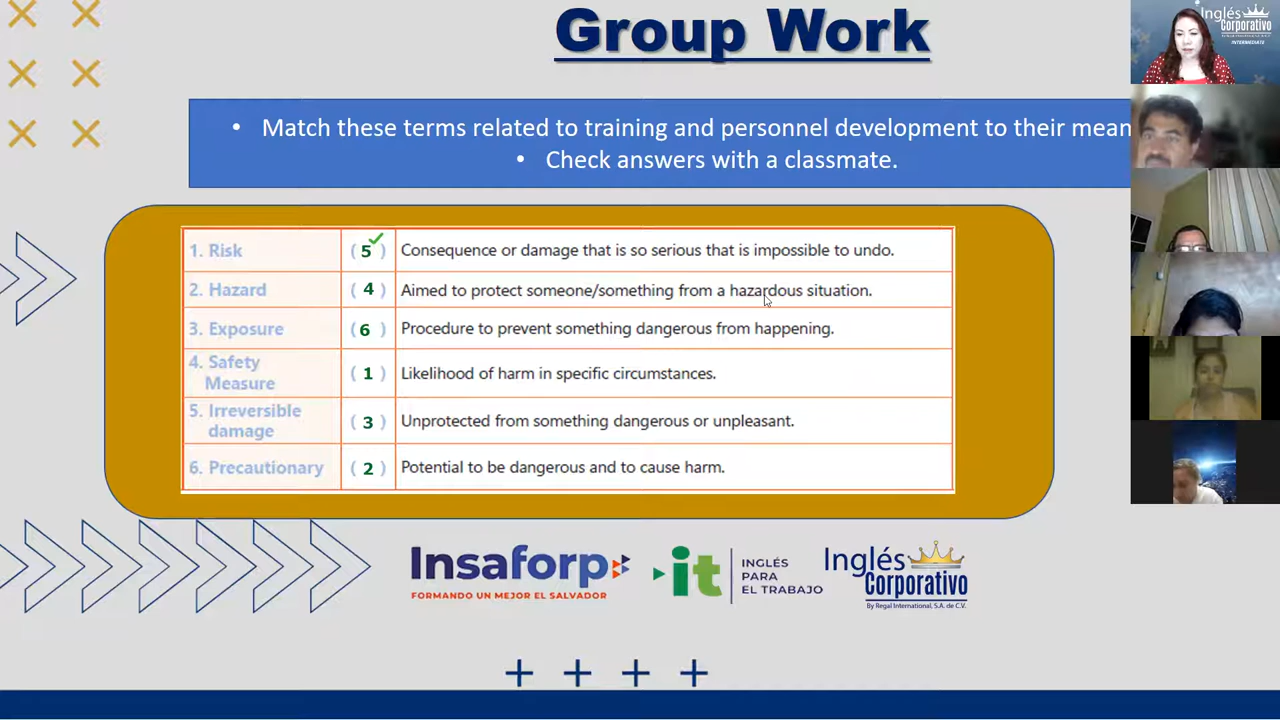 Group Work
• Match these terms related to training and personnel development to their mean
• Check answers with a classmate.
1. Risk ( 5 ) Consequence or damage that is so serious that is impossible to undo.
2. Hazard ( 4 ) Aimed to protect someone/something from a hazardous situation.
3. Exposure ( 6 ) Procedure to prevent something dangerous from happening.
4. Safety
Measure ( 1 ) Likelihood of harm in specific circumstances.
5. Irreversible
damage ( 3 ) Unprotected from something dangerous or unpleasant.
6. Precautionary ( 2 ) Potential to be dangerous and to cause harm.
Insaforp
FORMANDO UN MEJOR EL SALVADOR
it
INGLÉS
PARA
EL TRABAJO
Inglés
Corporativo
By Regal International, S.A. de C.V.
Inglés
Corporativo
INTERMEDIATE